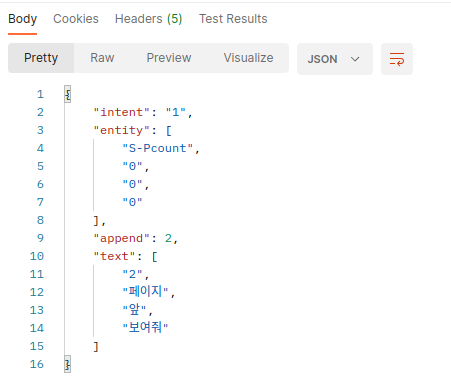 Body Cookies Headers (5) Test Results
Pretty Raw Preview Visualize JSON
1 {
2 "intent": "1",
3 "entity": [
4 "S-Pcount",
5 "0",
6 "0",
7 "0"
8 ],
9 "append": 2,
10 "text": [
11 "2",
12 "페이지",
13 "앞",
14 "보여줘"
15 ]
16 }